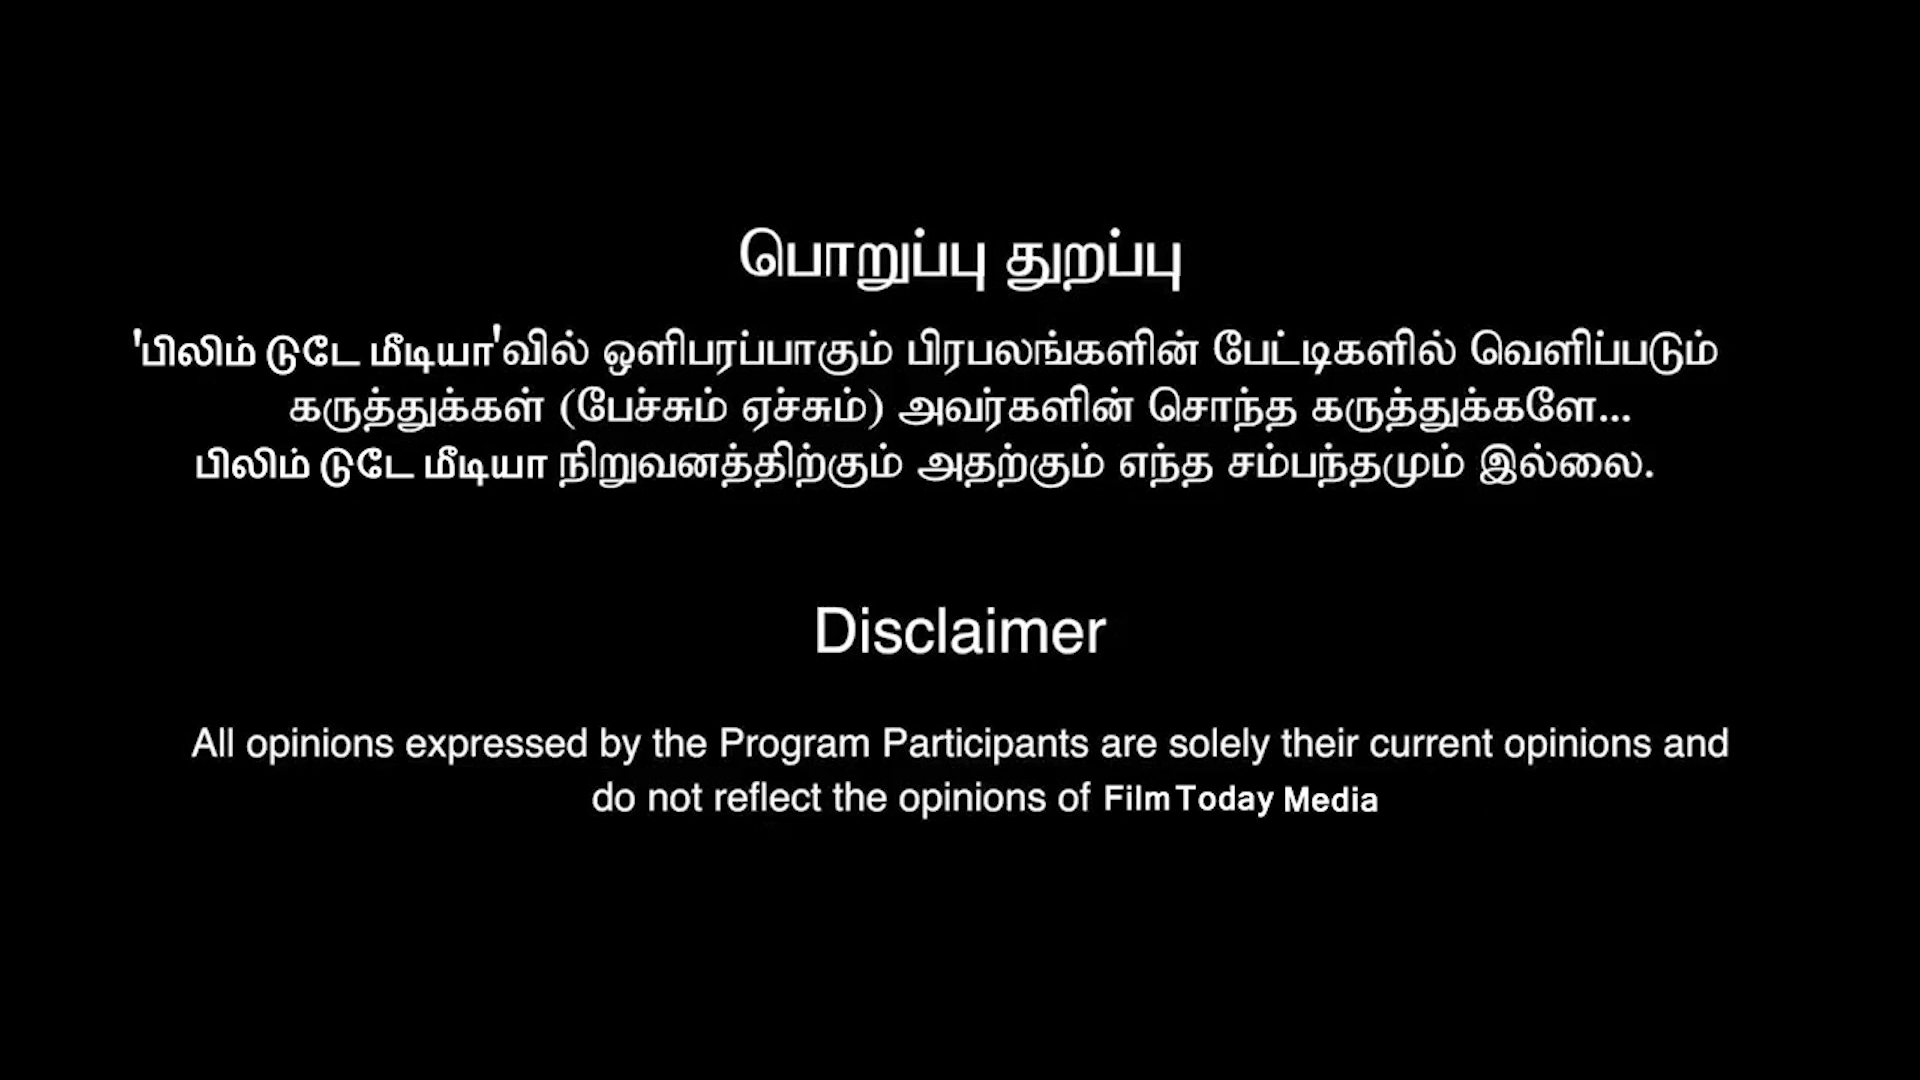 பொறுப்பு துறப்பு
'பிலிம் டுடே மீடியா'வில் ஒளிபரப்பாகும் பிரபலங்களின் பேட்டிகளில் வெளிப்படும்
கருத்துக்கள் (பேச்சும் ஏச்சும்) அவர்களின் சொந்த கருத்துக்களே...
பிலிம் டுடே மீடியா நிறுவனத்திற்கும் அதற்கும் எந்த சம்பந்தமும் இல்லை.
Disclaimer
All opinions expressed by the Program Participants are solely their current opinions and
do not reflect the opinions of Film Today Media